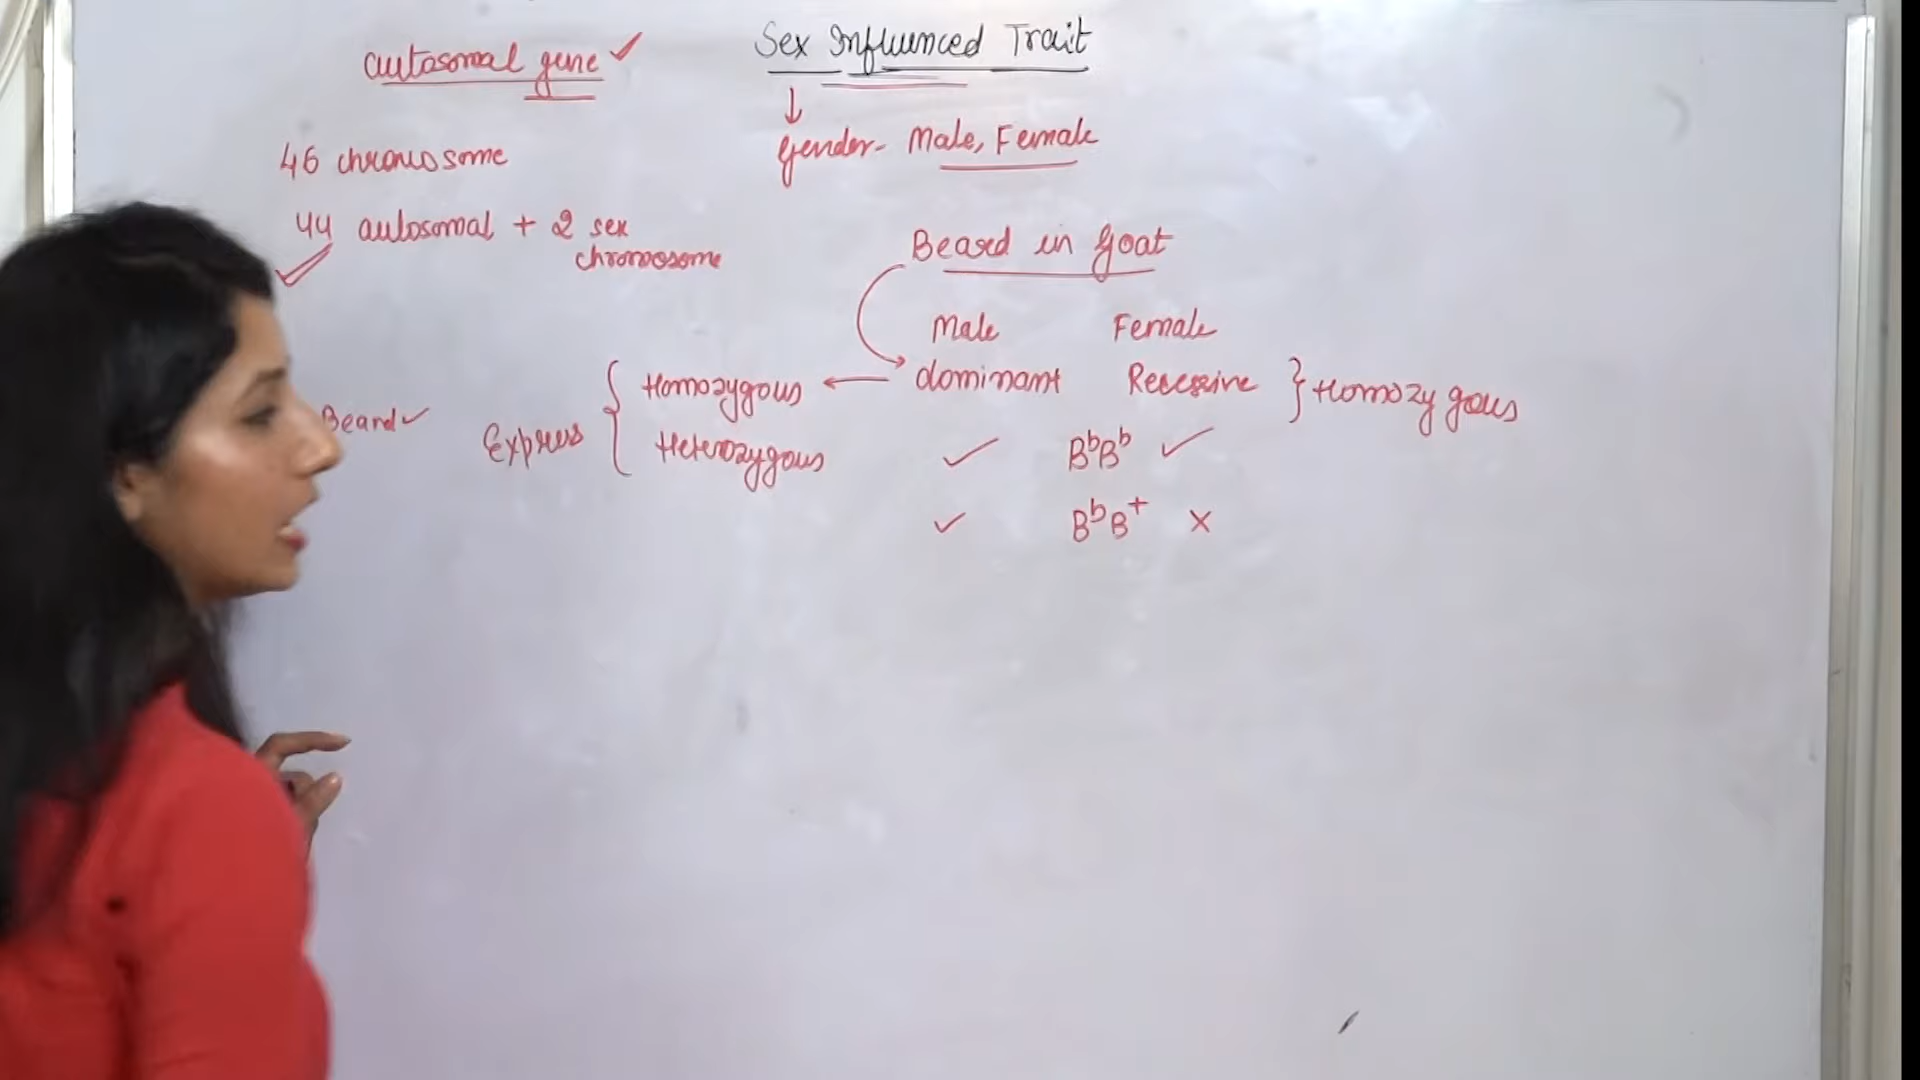 Sex Influenced Trait
autosomal gene ✓
↓
gender- Male, Female
46 chromosome
44 autosomal + 2 sex
chromosome
✓
Beard in Goat
Male Female
Homozygous ← dominant Recessive } Homozygous
Beard ✓ Express { Heterozygous ✓ BᵇBᵇ ✓
✓ BᵇB⁺ ×